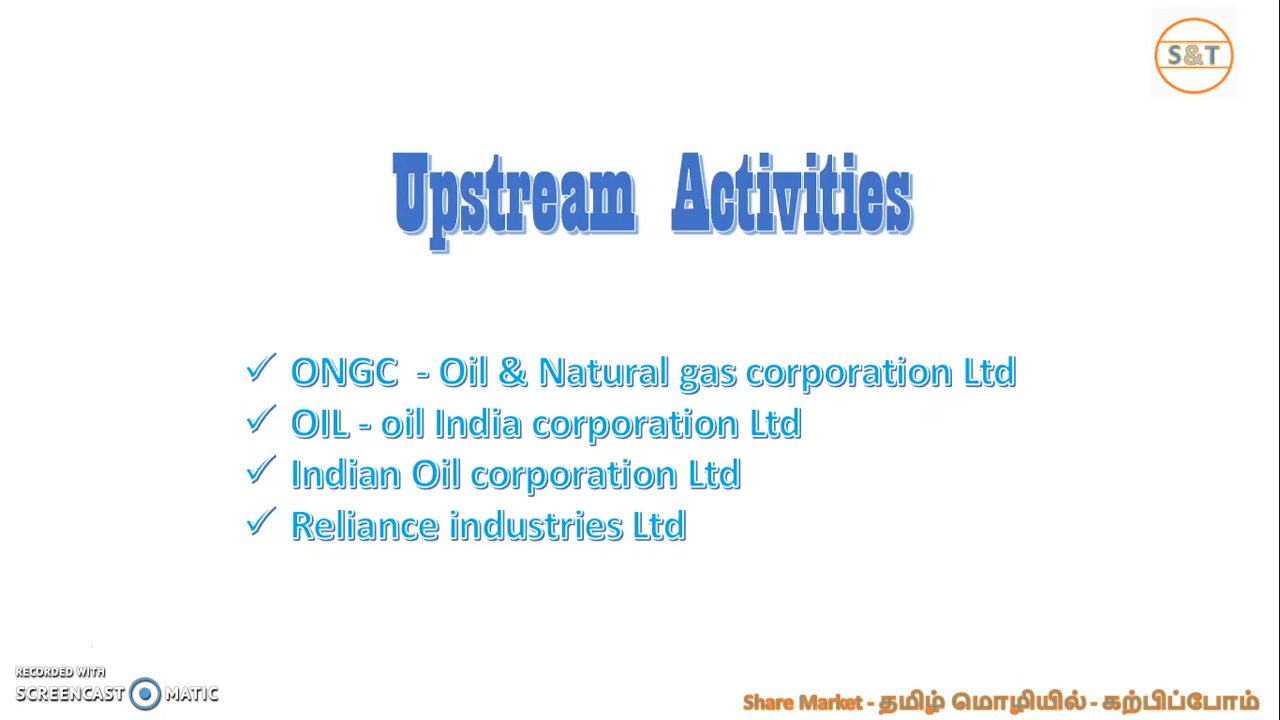 S&T
Upstream Activities
✓ ONGC - Oil & Natural gas corporation Ltd
✓ OIL - oil India corporation Ltd
✓ Indian Oil corporation Ltd
✓ Reliance industries Ltd
RECORDED WITH
SCREENCAST MATIC
Share Market - தமிழ் மொழியில் - கற்பிப்போம்